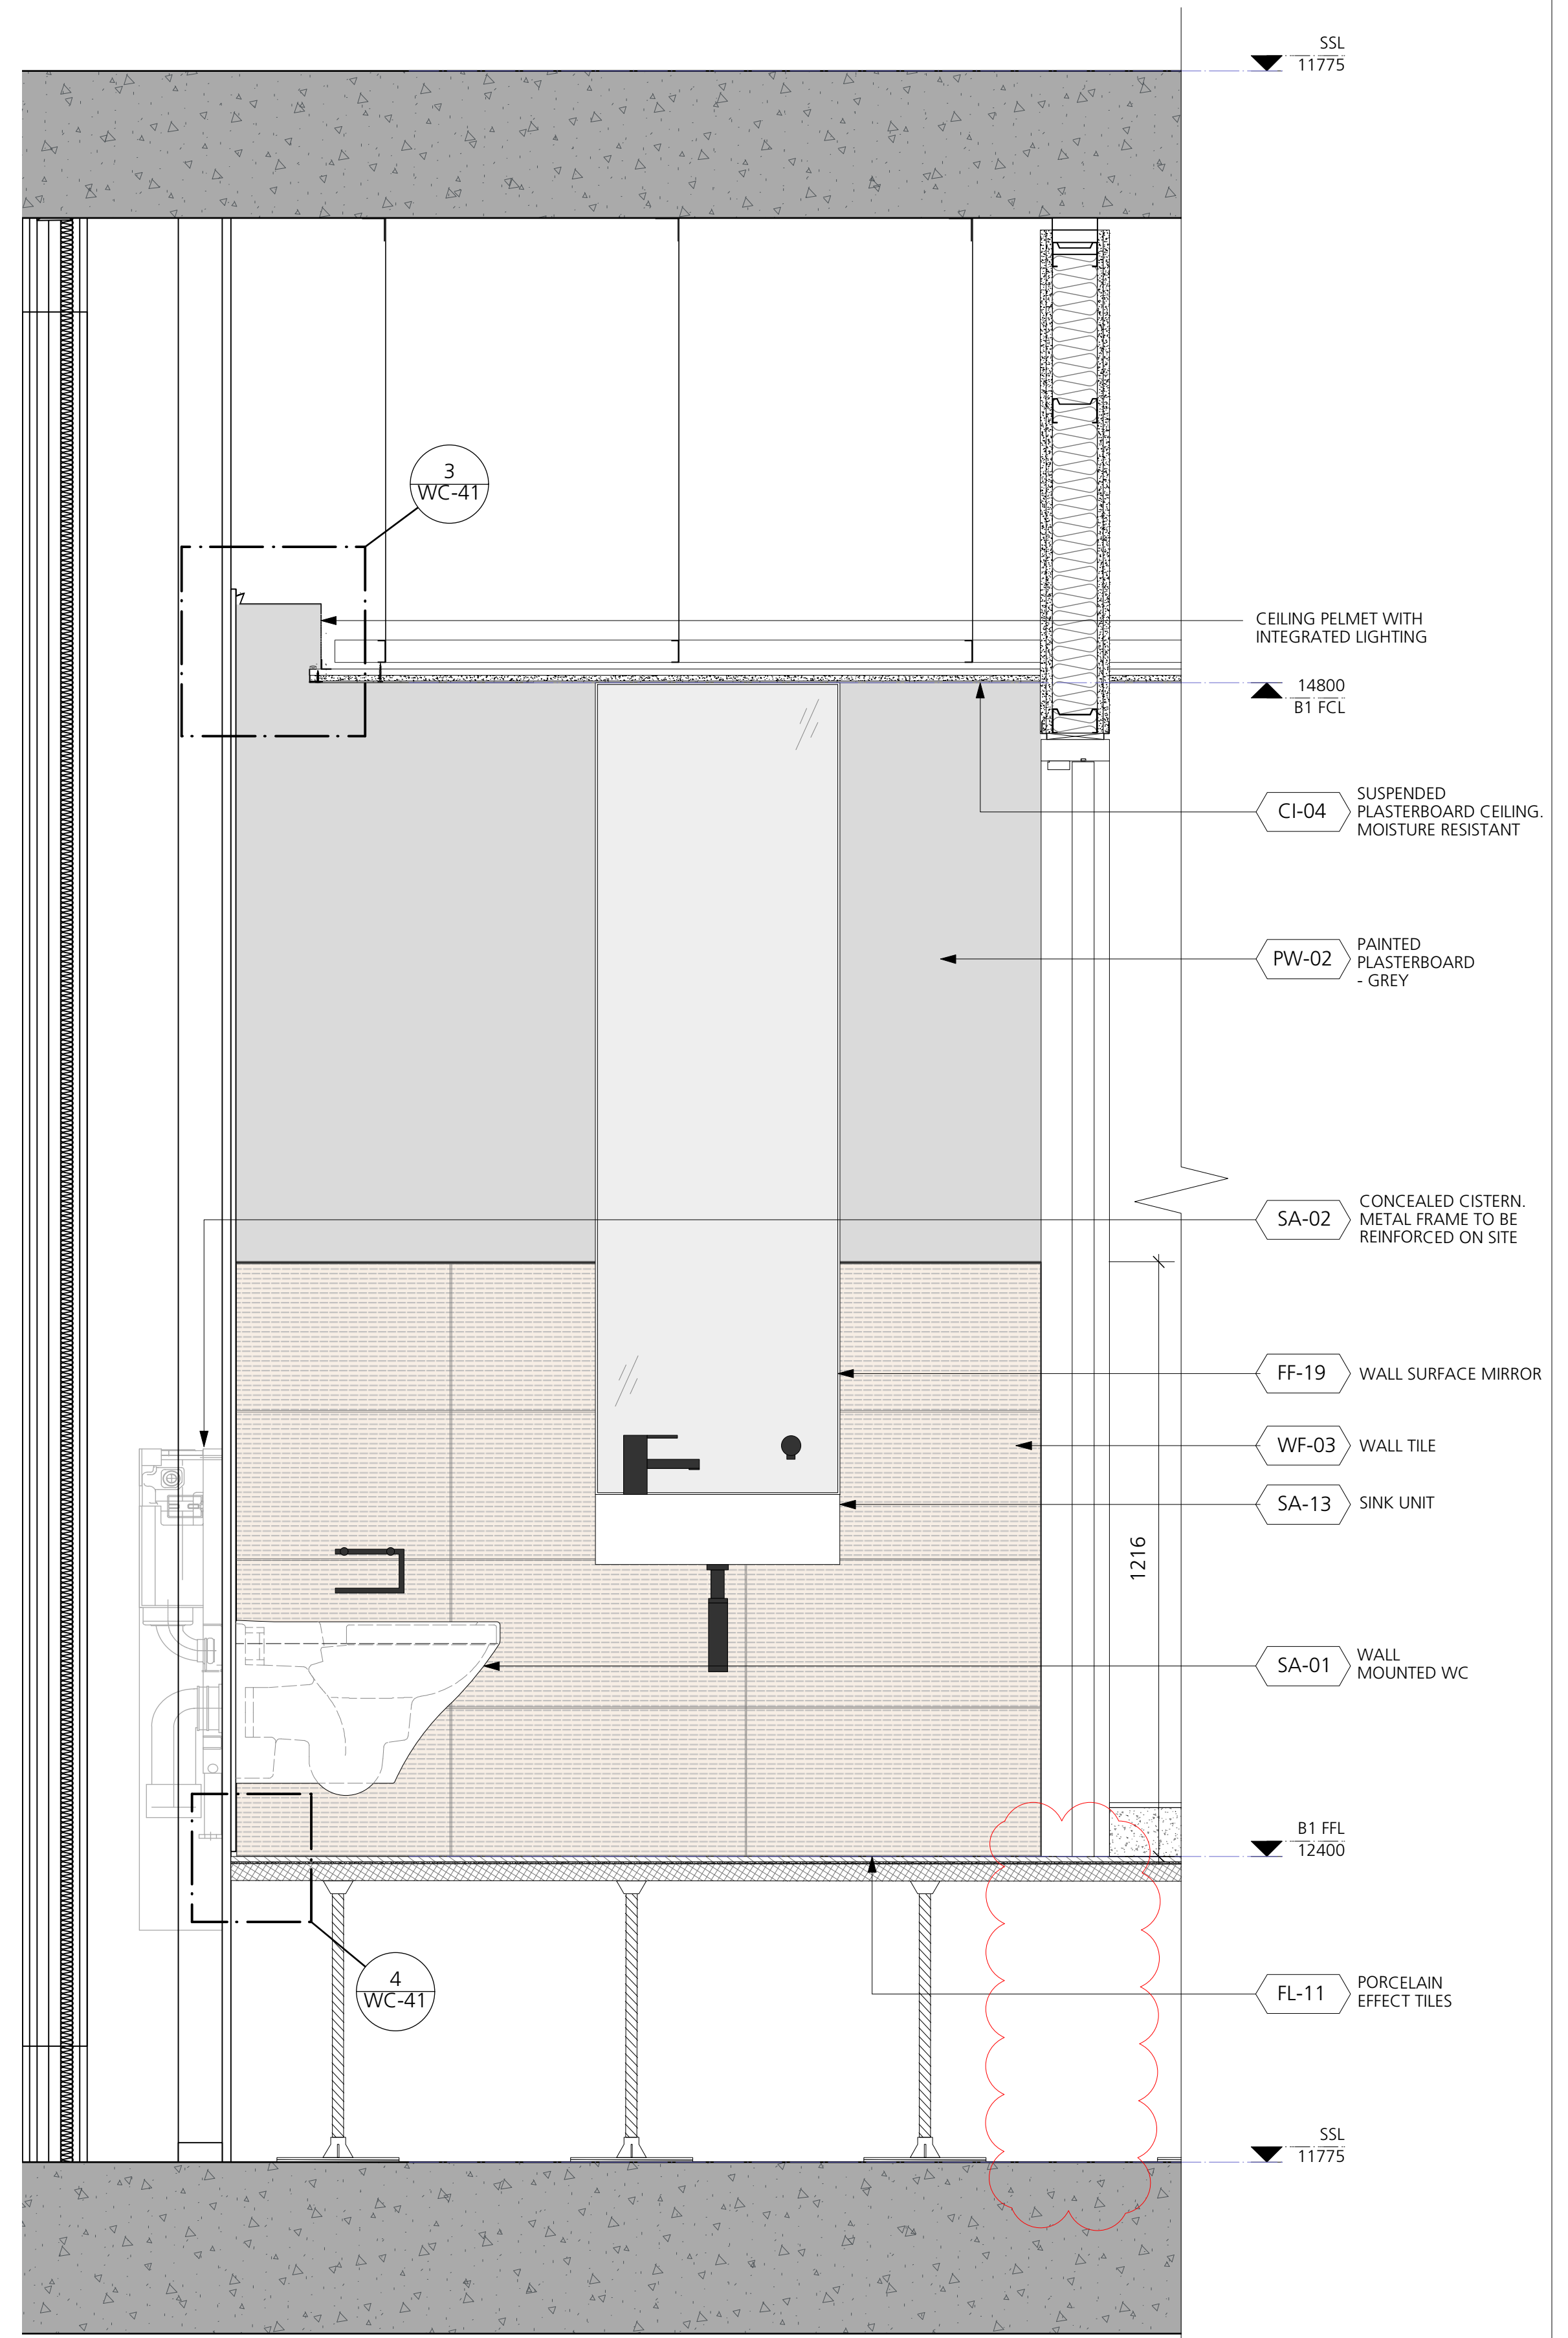 SSL
11775
3
WC-41
CEILING PELMET WITH
INTEGRATED LIGHTING
14800
B1 FCL
CI-04
SUSPENDED
PLASTERBOARD CEILING.
MOISTURE RESISTANT
PW-02
PAINTED
PLASTERBOARD
- GREY
SA-02
CONCEALED CISTERN.
METAL FRAME TO BE
REINFORCED ON SITE
FF-19
WALL SURFACE MIRROR
WF-03
WALL TILE
SA-13
SINK UNIT
1216
SA-01
WALL
MOUNTED WC
B1 FFL
12400
4
WC-41
FL-11
PORCELAIN
EFFECT TILES
SSL
11775